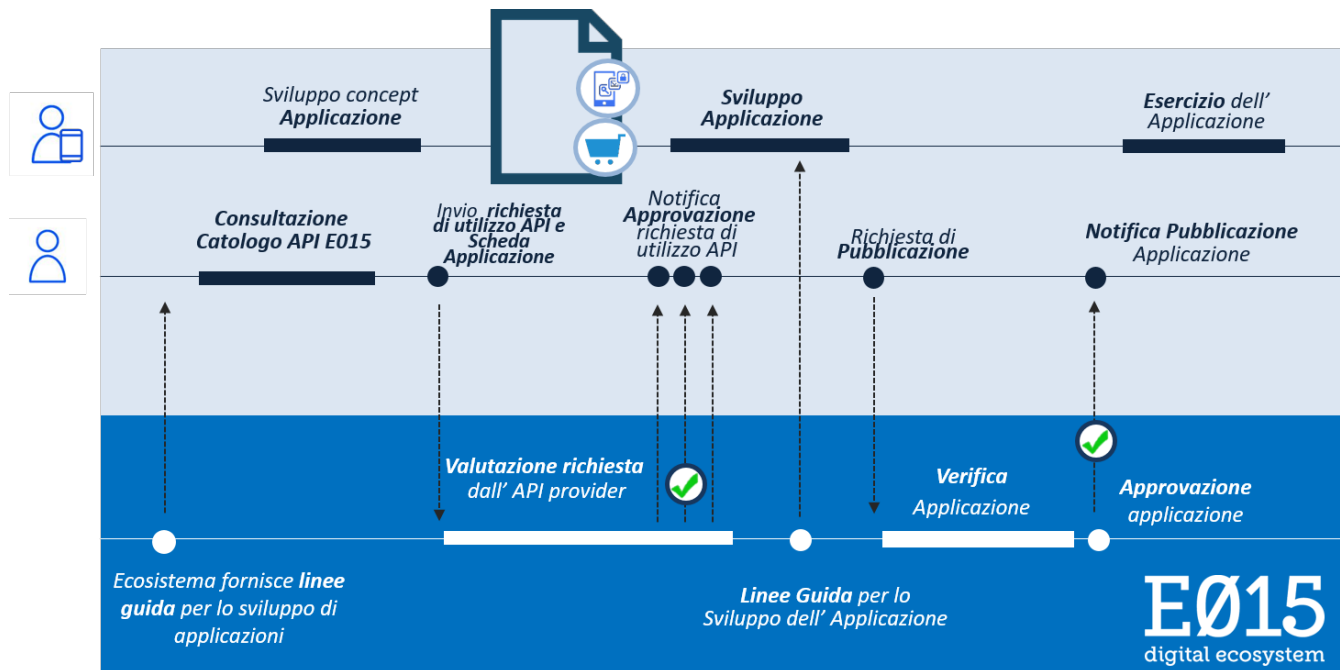 Sviluppo concept
Applicazione
Sviluppo
Applicazione
Esercizio dell'
Applicazione
Consultazione
Catologo API E015
Invio richiesta
di utilizzo API e
Scheda
Applicazione
Notifica
Approvazione
richiesta di
utilizzo API
Richiesta di
Pubblicazione
Notifica Pubblicazione
Applicazione
Valutazione richiesta
dall' API provider
Verifica
Applicazione
Approvazione
applicazione
Ecosistema fornisce linee
guida per lo sviluppo di
applicazioni
Linee Guida per lo
Sviluppo dell' Applicazione
EØ15
digital ecosystem